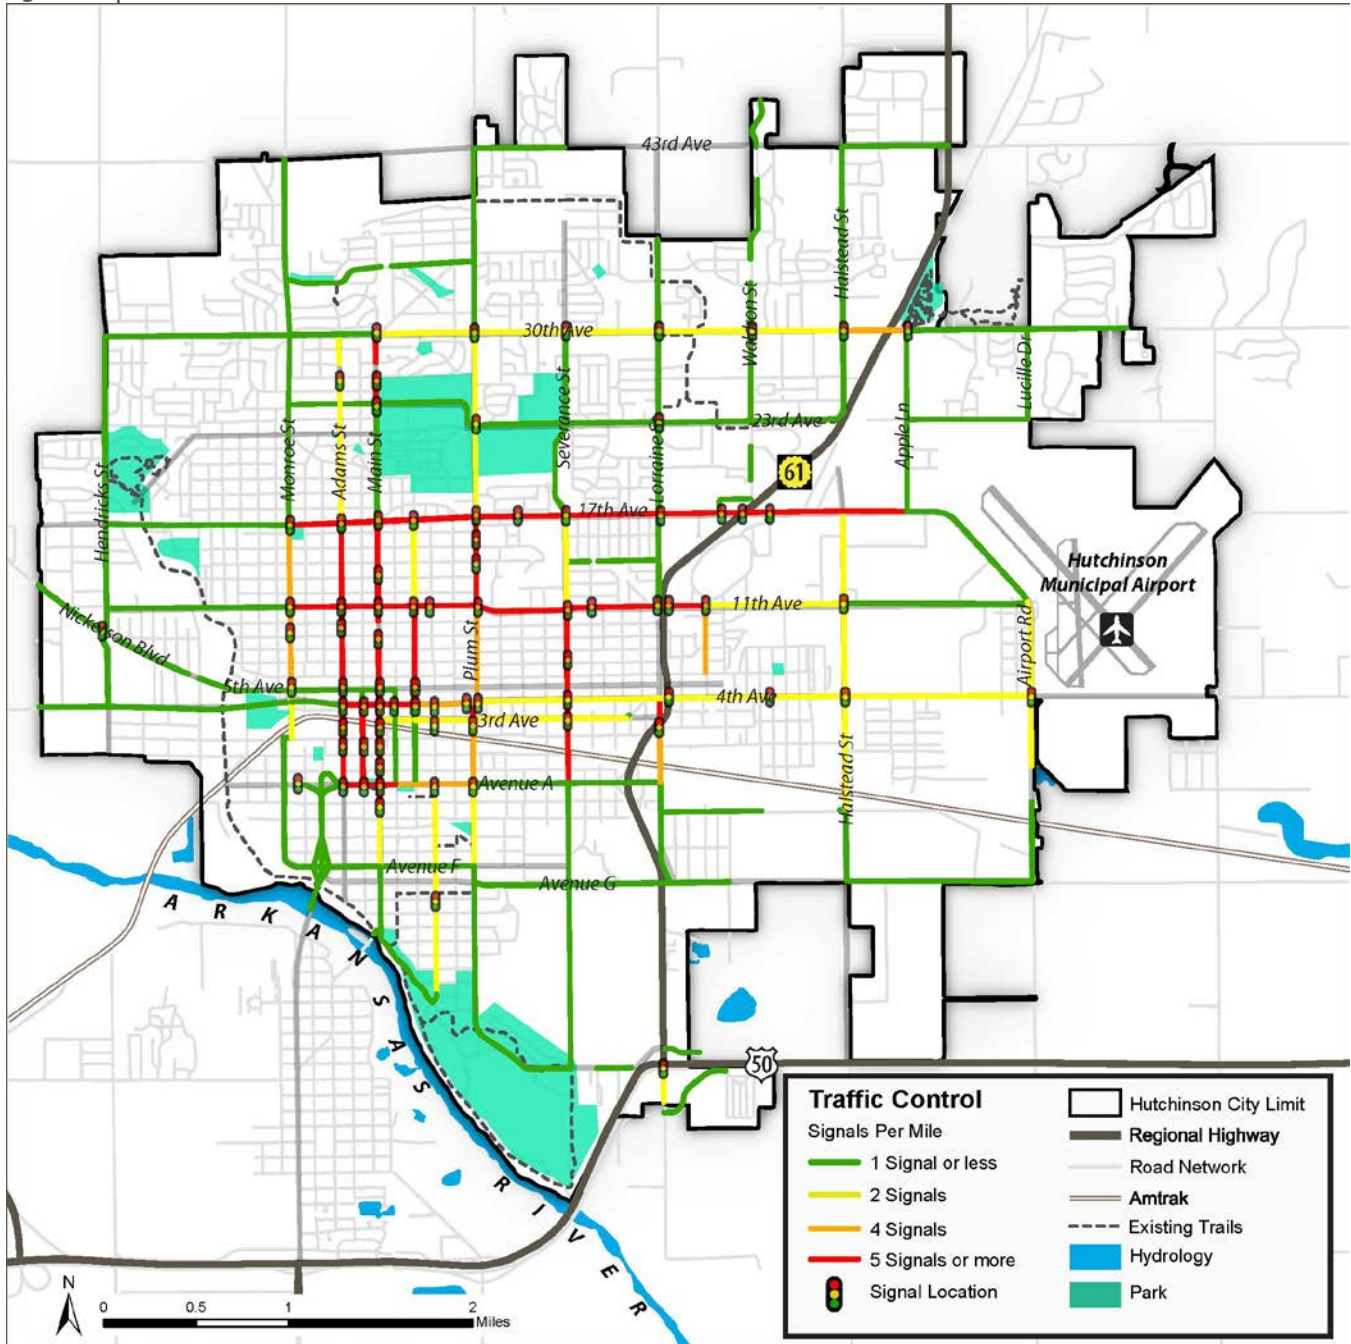 43rd Ave
Halstead St
Waldron St
30th Ave
Lucille Dr
Severance St
23rd Ave
Apple Ln
Monroe St
Adams St
Main St
Lorraine St
61
Hendricks St
17th Ave
Hutchinson
Municipal Airport
11th Ave
Nickerson Blvd
Plum St
Airport Rd
5th Ave
4th Ave
3rd Ave
Avenue A
Halstead St
Avenue F
Avenue G
ARKANSAS RIVER
50
Traffic Control
Signals Per Mile
1 Signal or less
2 Signals
4 Signals
5 Signals or more
Signal Location
Hutchinson City Limit
Regional Highway
Road Network
Amtrak
Existing Trails
Hydrology
Park
N
0 0.5 1 2
Miles